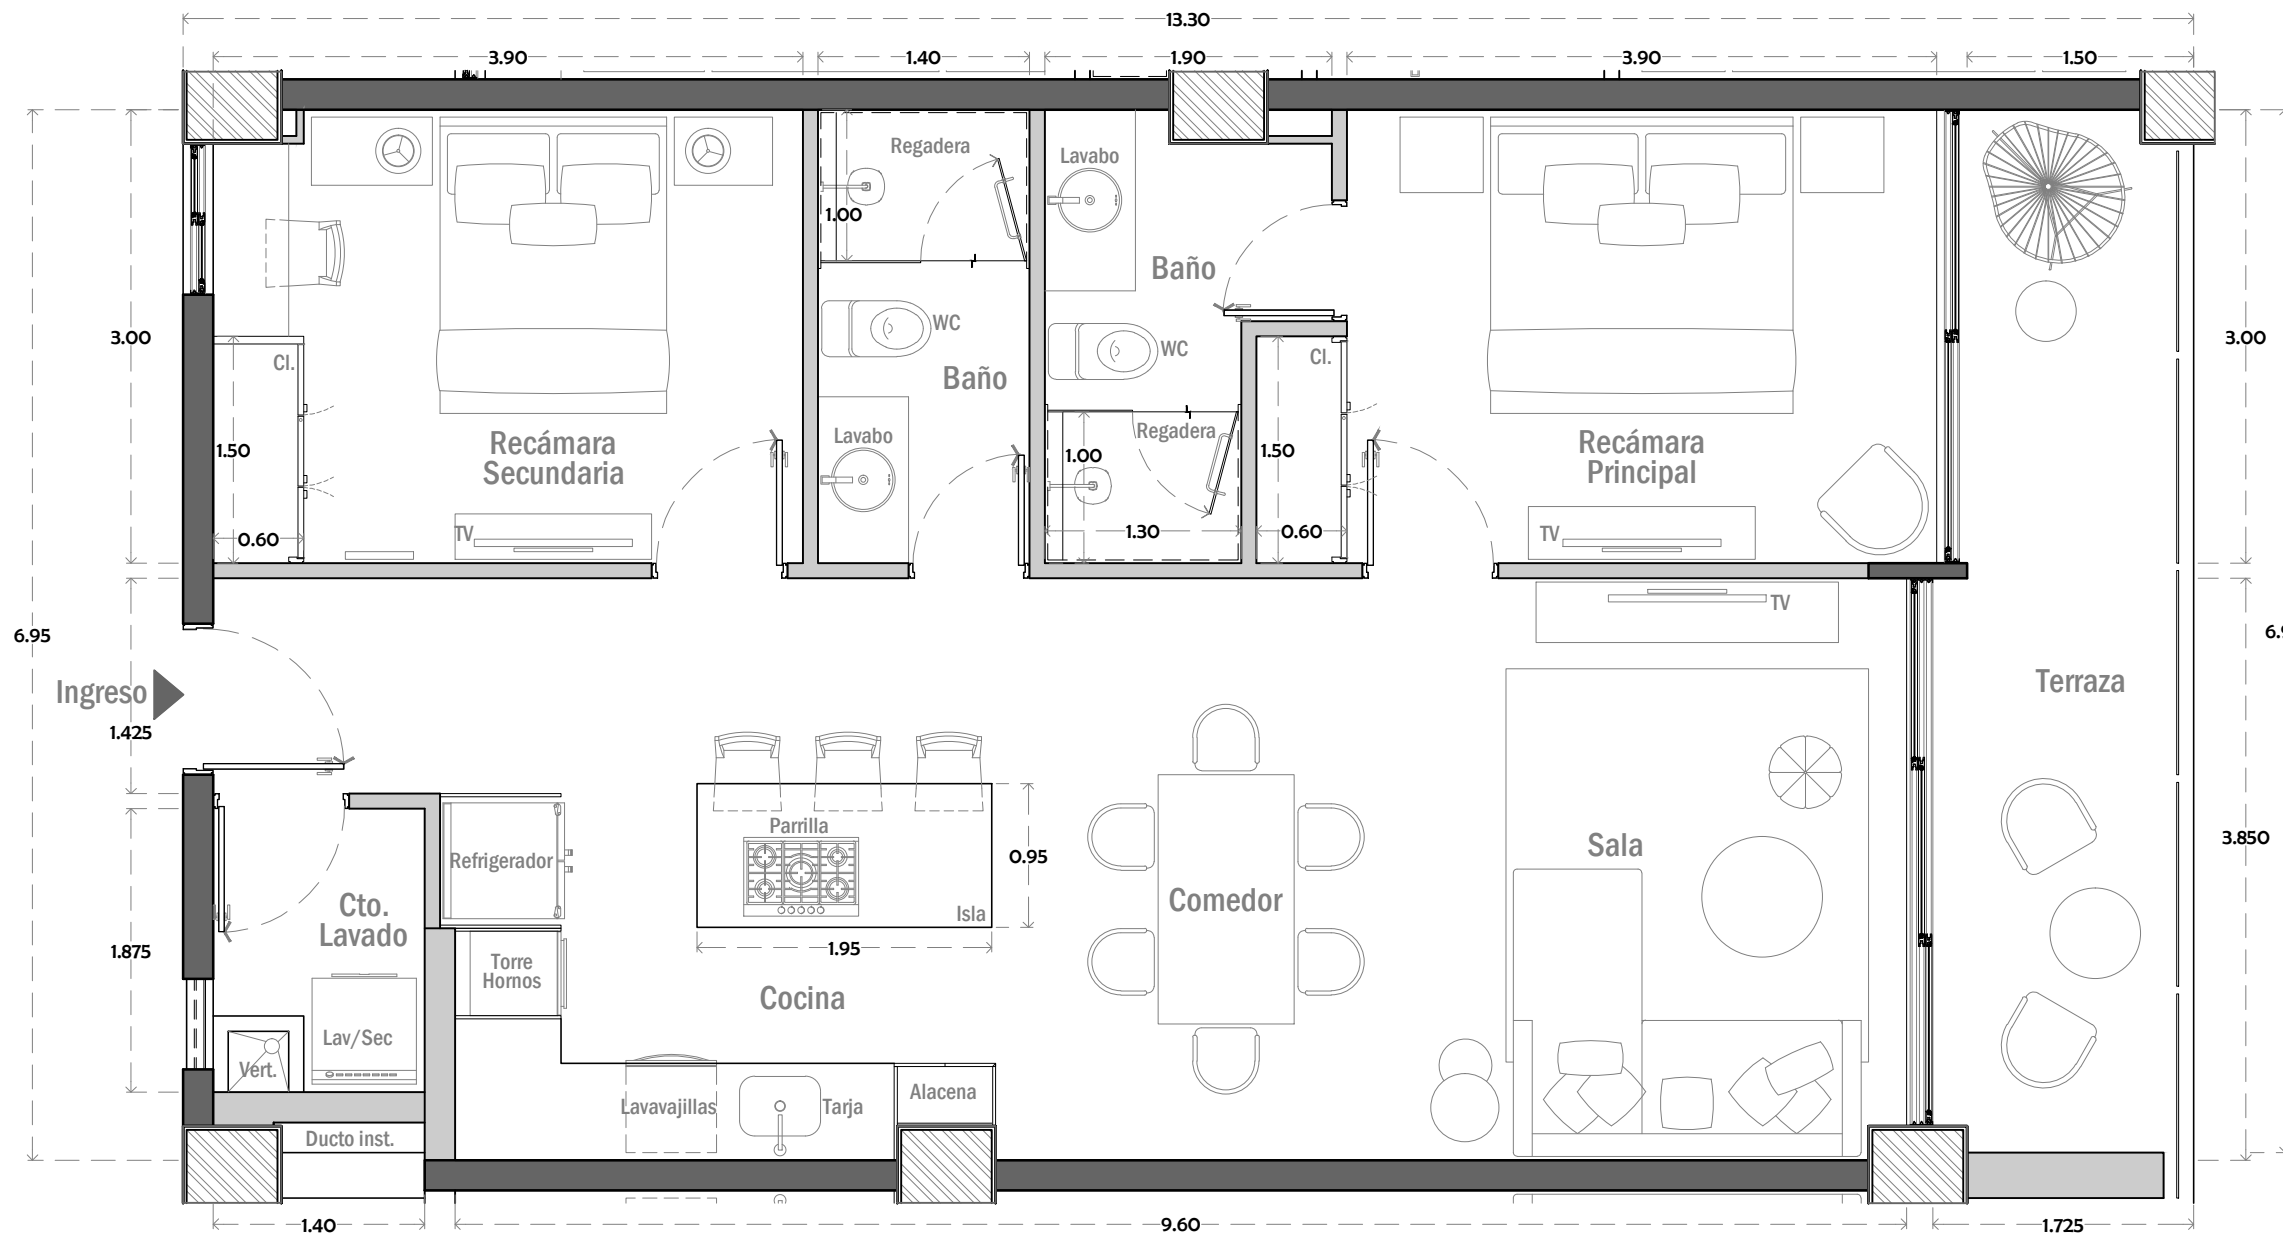 13.30
3.90
1.40
1.90
3.90
1.50
Regadera
Lavabo
1.00
Baño
WC
3.00
3.00
WC
Cl.
Cl.
Baño
Regadera
Lavabo
Recámara
Secundaria
Recámara
Principal
1.50
1.00
1.50
TV
0.60
1.30
0.60
TV
TV
6.95
Ingreso
1.425
Terraza
Parrilla
Refrigerador
0.95
Isla
Sala
3.850
Comedor
Cto.
Lavado
1.875
1.95
Torre
Hornos
Cocina
Lav/Sec
Vert.
Lavavajillas
Tarja
Alacena
Ducto inst.
1.40
9.60
1.725